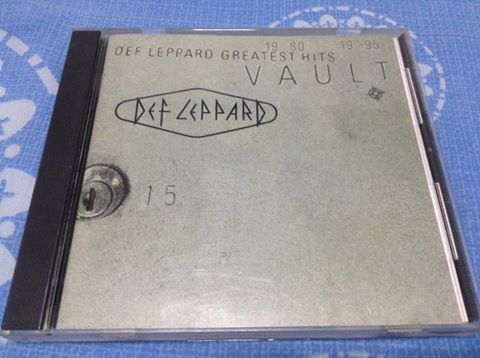 19 80 19 95
DEF LEPPARD GREATEST HITS
VAULT
DEF LEPPARD
15